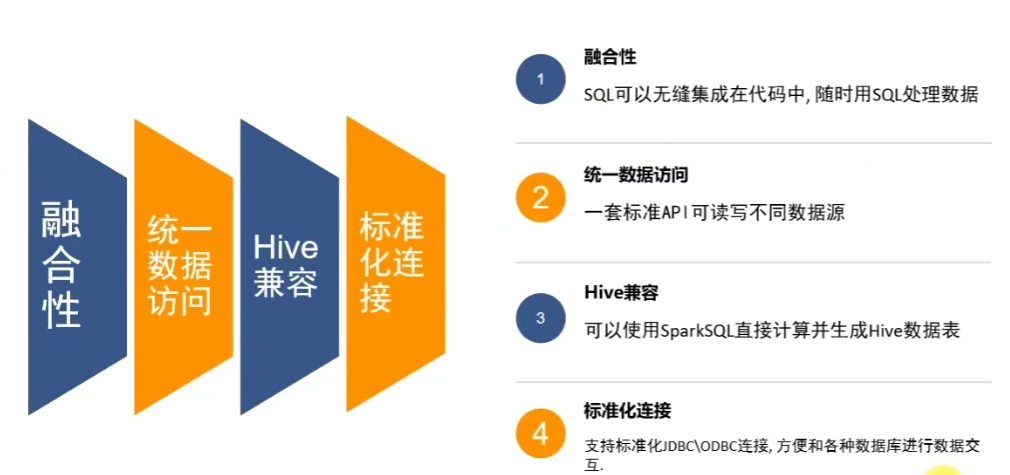 融
合
性
统一
数据
访问
Hive
兼容
标准
化连
接
1
融合性
SQL可以无缝集成在代码中, 随时用SQL处理数据
2
统一数据访问
一套标准API可读写不同数据源
3
Hive兼容
可以使用SparkSQL直接计算并生成Hive数据表
4
标准化连接
支持标准化JDBC\ODBC连接, 方便和各种数据库进行数据交
互.